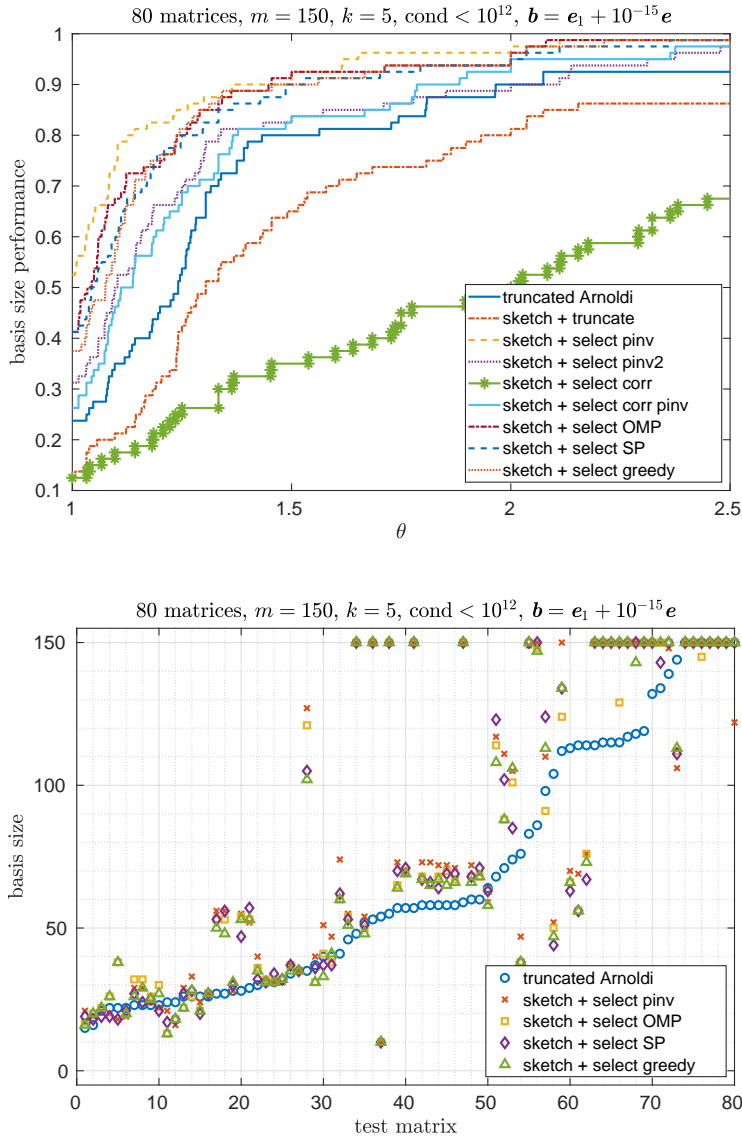 80 matrices, m = 150, k = 5, cond < 10^12, b = e_1 + 10^−15 e
1
0.9
0.8
0.7
0.6
0.5
0.4
0.3
0.2
0.1
basis size performance
truncated Arnoldi
sketch + truncate
sketch + select pinv
sketch + select pinv2
sketch + select corr
sketch + select corr pinv
sketch + select OMP
sketch + select SP
sketch + select greedy
1 1.5 2 2.5
θ
80 matrices, m = 150, k = 5, cond < 10^12, b = e_1 + 10^−15 e
150
100
50
0
basis size
truncated Arnoldi
sketch + select pinv
sketch + select OMP
sketch + select SP
sketch + select greedy
0 10 20 30 40 50 60 70 80
test matrix